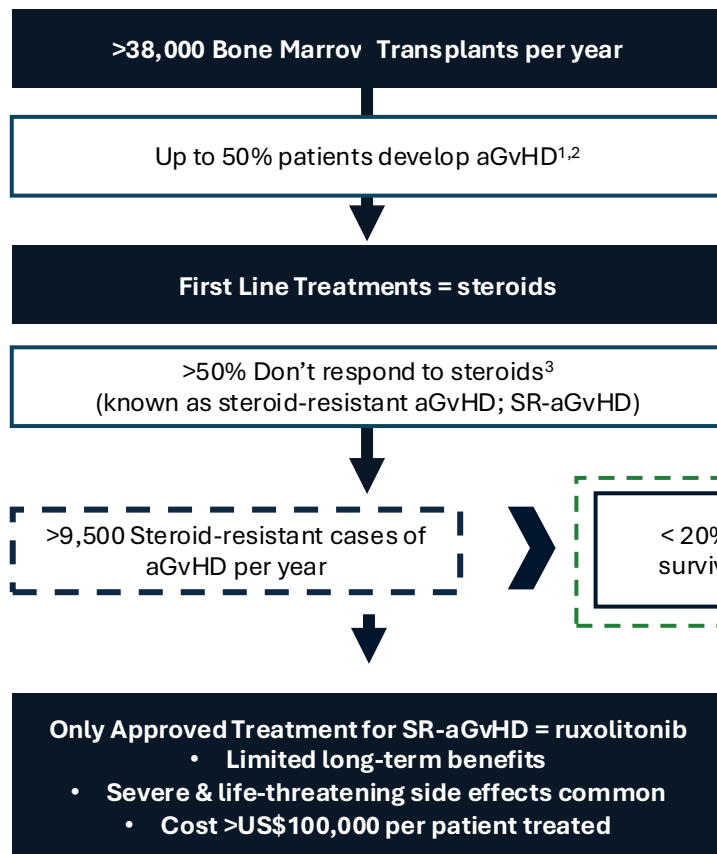 >38,000 Bone Marrow Transplants per year
Up to 50% patients develop aGvHD¹,²
First Line Treatments = steroids
>50% Don’t respond to steroids³
(known as steroid-resistant aGvHD; SR-aGvHD)
>9,500 Steroid-resistant cases of
aGvHD per year
< 20%
Only Approved Treatment for SR-aGvHD = ruxolitonib
• Limited long-term benefits
• Severe & life-threatening side effects common
• Cost >US$100,000 per patient treated